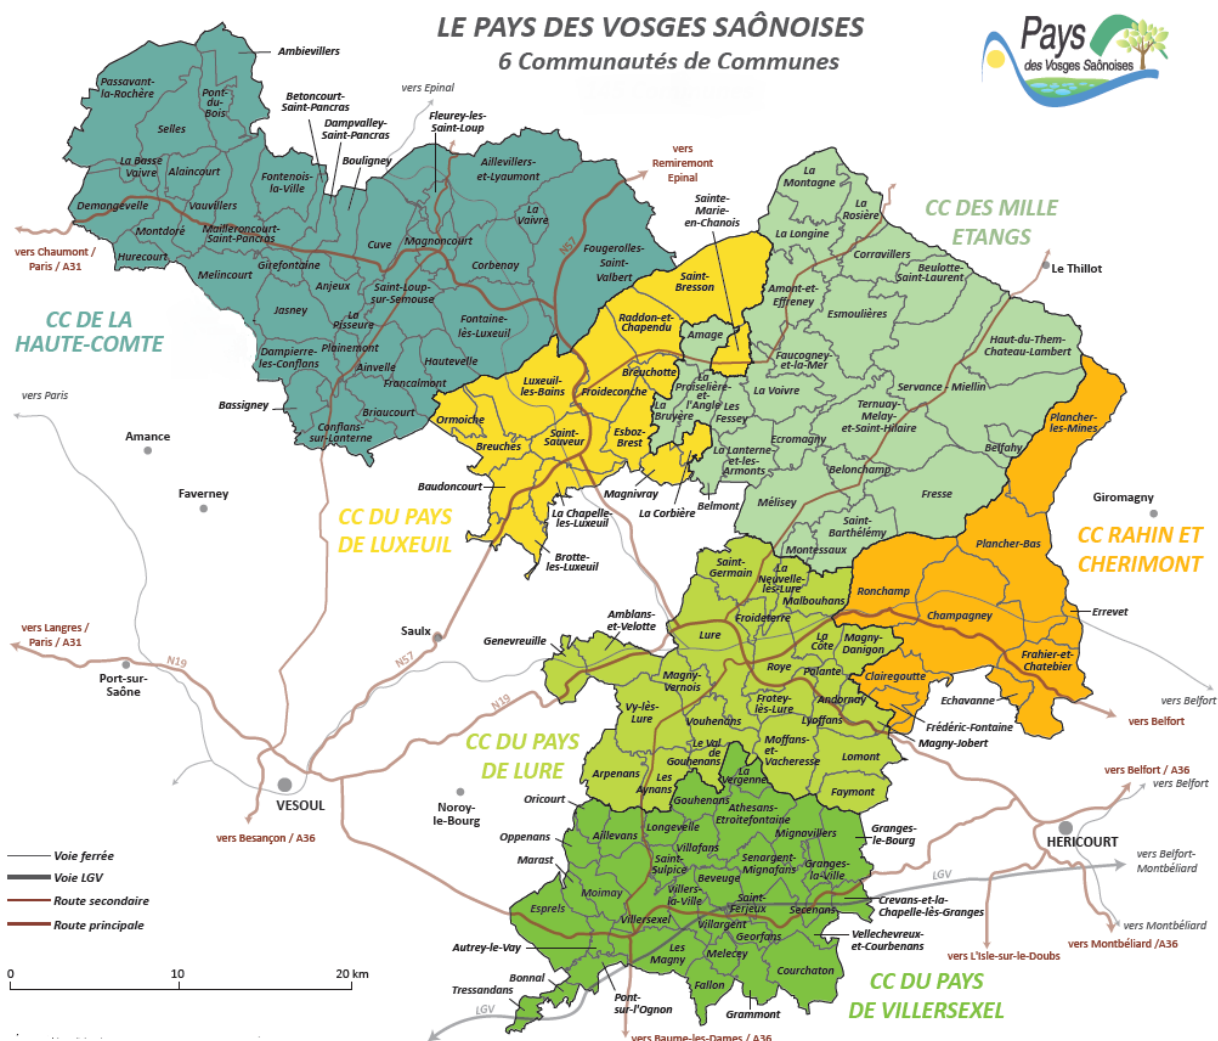 LE PAYS DES VOSGES SAÔNOISES
6 Communautés de Communes
Pays
des Vosges Saônoises
Ambievillers
Passavant-
la-Rochère
Pont-
du-
Bois
Betoncourt-
Saint-Pancras
vers Epinal
Dampvalley-
Saint-Pancras
Fleurey-les-
Saint-Loup
Selles
Bouligney
La Basse
Vaivre
Alaincourt
Fontenois-
la-Ville
Aillevillers-
et-Lyaumont
vers
Remiremont
Epinal
Demangevelle
Vauvillers
La
Vaivre
Montdoré
Mailleroncourt-
Saint-Pancras
Cuve
Magnoncourt
N57
Fougerolles-
Saint-
Valbert
vers Chaumont /
Paris / A31
Hurecourt
Melincourt
Girefontaine
Corbenay
Anjeux
Saint-Loup-
sur-Semouse
Jasney
La
Pisseure
Fontaine-
lès-Luxeuil
CC DE LA
HAUTE-COMTE
Dampierre-
les-Conflans
Plainemont
Ainvelle
Hautevelle
Francalmont
Bassigney
Briaucourt
Conflans-
sur-Lanterne
vers Paris
Amance
Faverney
Sainte-
Marie-
en-Chanois
La
Montagne
La
Rosière
CC DES MILLE
ETANGS
La Longine
Corravillers
Beulotte-
Saint-Laurent
Le Thillot
Saint-
Bresson
Amont-et-
Effreney
Esmoulières
Raddon-et-
Chapendu
Amage
Haut-du-Them-
Chateau-Lambert
Faucogney-
et-la-Mer
Breuchotte
La
Praiselière-
et-
l'Angle
La Voivre
Servance - Miellin
Luxeuil-
les-Bains
Froideconche
La
Bruyère
Les
Fessey
Ternuay-
Melay-
et-Saint-Hilaire
Plancher-
les-Mines
Ormoiche
Breuches
Saint-
Sauveur
Esboz-
Brest
Ecromagny
Belfahy
La Lanterne
-et-les-
Armonts
Belonchamp
Baudoncourt
Magnivray
La Corbière
Belmont
Mélisey
Fresse
Giromagny
CC DU PAYS
DE LUXEUIL
La Chapelle-
les-Luxeuil
Saint-
Barthélémy
Brotte-
les-Luxeuil
Montessaux
Plancher-Bas
CC RAHIN ET
CHERIMONT
Saint-
Germain
La
Neuvelle-
lès-Lure
Malbouhans
Ronchamp
Champagney
Errevet
Amblans-
et-Velotte
Froideterre
Genevreuille
Lure
La
Côte
Magny-
Danigon
Frahier-et-
Chatebier
vers Langres /
Paris / A31
Saulx
N19
N57
Port-sur-
Saône
Magny-
Vernois
Roye
Palante
Clairegoutte
vers Belfort
N19
Vy-lès-
Lure
Frotey-
lès-Lure
Andornay
Echavanne
Lyoffans
Frédéric-Fontaine
vers Belfort
Vouhenans
Magny-Jobert
CC DU PAYS
DE LURE
Le Val
de
Gouhenans
Moffans-
et-
Vacheresse
Lomont
Arpenans
Les
Aynans
La
Vergenne
Faymont
vers Belfort / A36
vers Belfort
VESOUL
Noroy-
le-Bourg
Oricourt
Gouhenans
Athesans-
Etroitefontaine
vers Besançon / A36
Oppenans
Aillevans
Longevelle
Mignavillers
Granges-
le-Bourg
HERICOURT
Villafans
Marast
Saint-
Sulpice
Senargent-
Mignafans
Granges-
la-Ville
vers Belfort-
Montbéliard
Beveuge
LGV
Moimay
Villers-
la-Ville
Saint-
Ferjeux
Crevans-et-la-
Chapelle-lès-Granges
Esprels
Secenans
Villersexel
Villargent
Georfans
Vellechevreux-
et-Courbenans
vers Montbéliard
vers Montbéliard /A36
Autrey-le-Vay
Les
Magny
Melecey
vers L'Isle-sur-le-Doubs
Bonnal
Courchaton
Tressandans
Pont-
sur-l'Ognon
Fallon
Grammont
CC DU PAYS
DE VILLERSEXEL
LGV
vers Baume-les-Dames / A36
Voie ferrée
Voie LGV
Route secondaire
Route principale
0 10 20 km